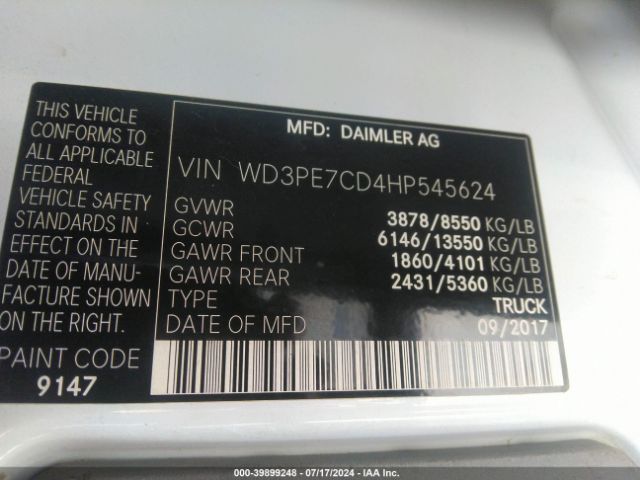 THIS VEHICLE
CONFORMS TO
ALL APPLICABLE
FEDERAL
VEHICLE SAFETY
STANDARDS IN
EFFECT ON THE
DATE OF MANU-
FACTURE SHOWN
ON THE RIGHT.
PAINT CODE
9147
MFD: DAIMLER AG
VIN WD3PE7CD4HP545624
GVWR 3878/8550 KG/LB
GCWR 6146/13550 KG/LB
GAWR FRONT 1860/4101 KG/LB
GAWR REAR 2431/5360 KG/LB
TYPE TRUCK
DATE OF MFD 09/2017
000-39899248 - 07/17/2024 - IAA Inc.